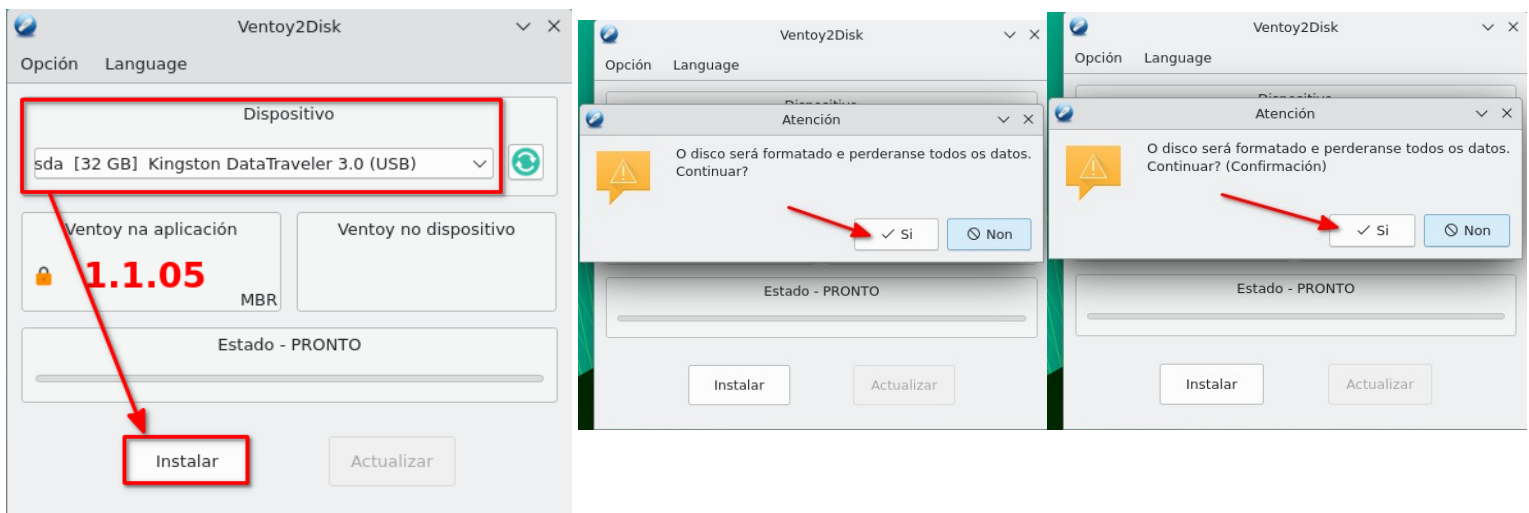 Ventoy2Disk
Opción Language
Dispositivo
sda [32 GB] Kingston DataTraveler 3.0 (USB)
Ventoy na aplicación
1.1.05
MBR
Ventoy no dispositivo
Estado - PRONTO
Instalar
Actualizar
Ventoy2Disk
Opción Language
Dispositivo
Atención
O disco será formatado e perderanse todos os datos.
Continuar?
Si
Non
Estado - PRONTO
Instalar
Actualizar
Ventoy2Disk
Opción Language
Dispositivo
Atención
O disco será formatado e perderanse todos os datos.
Continuar? (Confirmación)
Si
Non
Estado - PRONTO
Instalar
Actualizar